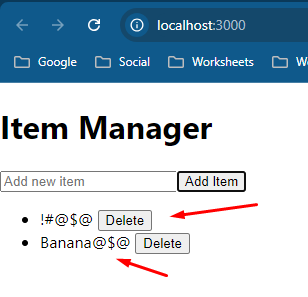 localhost:3000
Google Social Worksheets
Item Manager
Add new item Add Item
!#@$@ Delete
Banana@$@ Delete